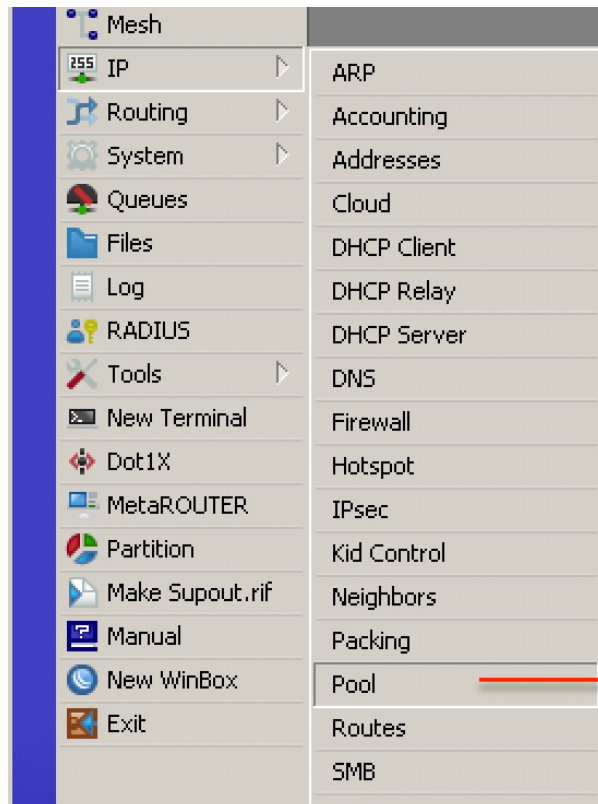 Mesh
255 IP
Routing
System
Queues
Files
Log
RADIUS
Tools
New Terminal
Dot1X
MetaROUTER
Partition
Make Supout.rif
Manual
New WinBox
Exit
ARP
Accounting
Addresses
Cloud
DHCP Client
DHCP Relay
DHCP Server
DNS
Firewall
Hotspot
IPsec
Kid Control
Neighbors
Packing
Pool
Routes
SMB